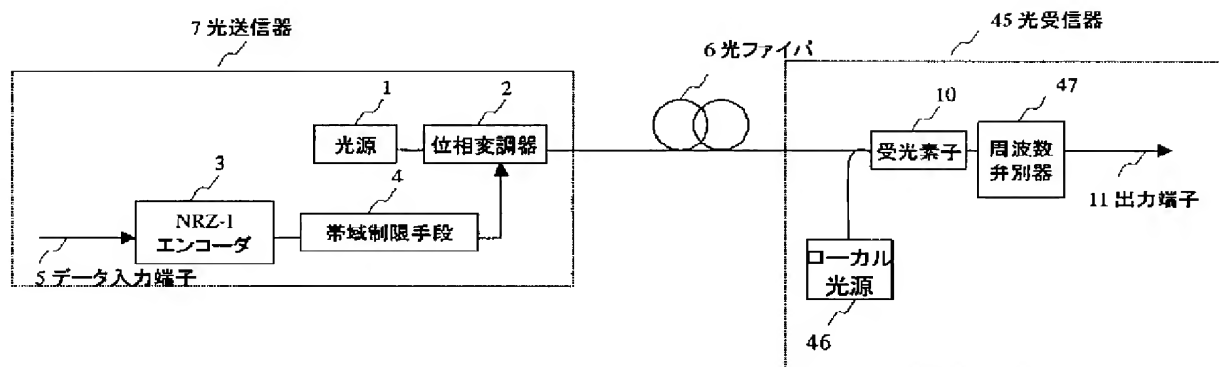 7 光送信器
45 光受信器
6 光ファイバ
1
2
10
47
光源
位相変調器
受光素子
周波数
弁別器
3
4
NRZ-I
エンコーダ
帯域制限手段
11 出力端子
5 データ入力端子
ローカル
光源
46